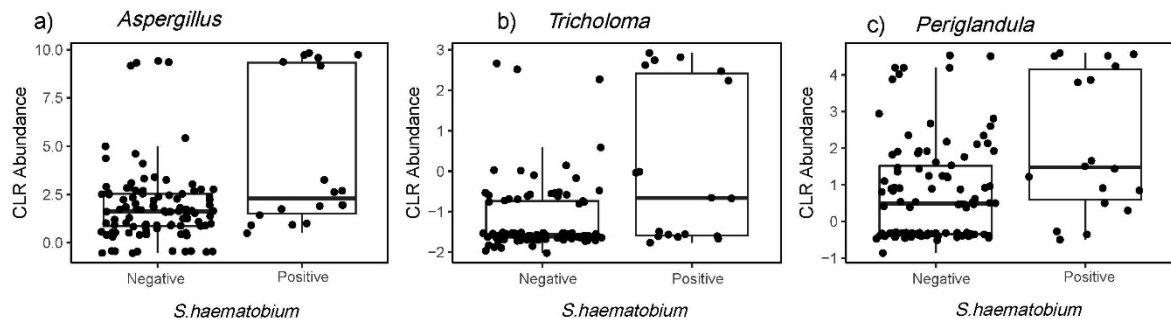 a) Aspergillus
CLR Abundance
10.0
7.5
5.0
2.5
0.0
Negative Positive
S.haematobium
b) Tricholoma
CLR Abundance
3
2
1
0
−1
−2
Negative Positive
S.haematobium
c) Periglandula
CLR Abundance
5
4
3
2
1
0
−1
Negative Positive
S.haematobium